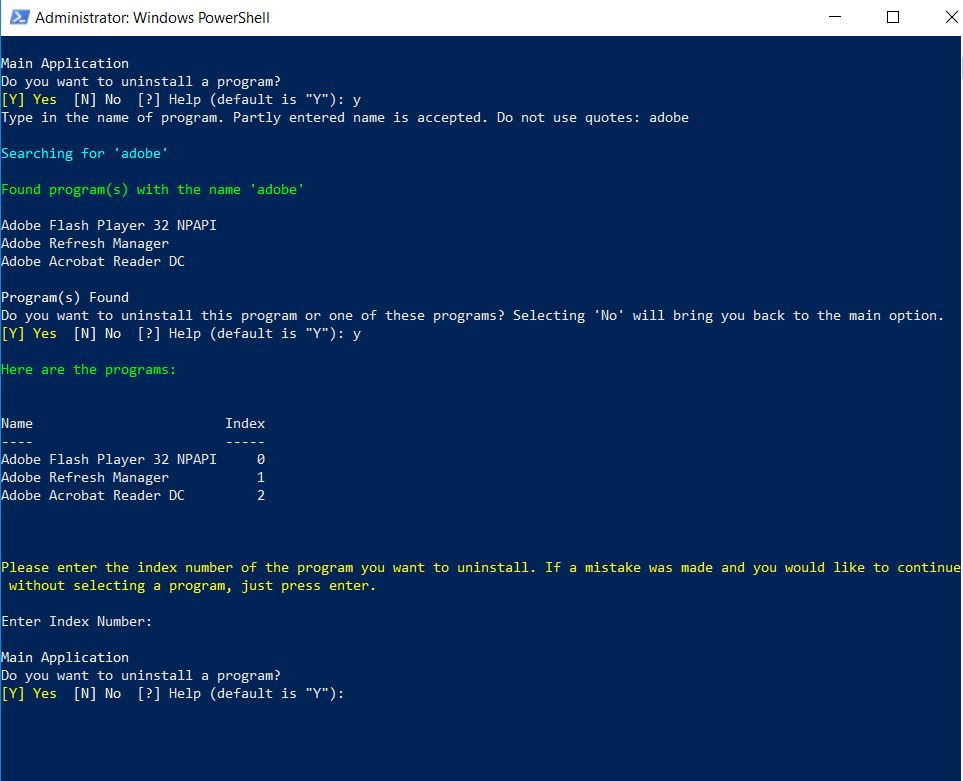 Administrator: Windows PowerShell
Main Application
Do you want to uninstall a program?
[Y] Yes  [N] No  [?] Help (default is "Y"): y
Type in the name of program. Partly entered name is accepted. Do not use quotes: adobe
Searching for 'adobe'
Found program(s) with the name 'adobe'
Adobe Flash Player 32 NPAPI
Adobe Refresh Manager
Adobe Acrobat Reader DC
Program(s) Found
Do you want to uninstall this program or one of these programs? Selecting 'No' will bring you back to the main option.
[Y] Yes  [N] No  [?] Help (default is "Y"): y
Here are the programs:
Name                        Index
----                        -----
Adobe Flash Player 32 NPAPI     0
Adobe Refresh Manager           1
Adobe Acrobat Reader DC         2
Please enter the index number of the program you want to uninstall. If a mistake was made and you would like to continue
 without selecting a program, just press enter.
Enter Index Number:
Main Application
Do you want to uninstall a program?
[Y] Yes  [N] No  [?] Help (default is "Y"):